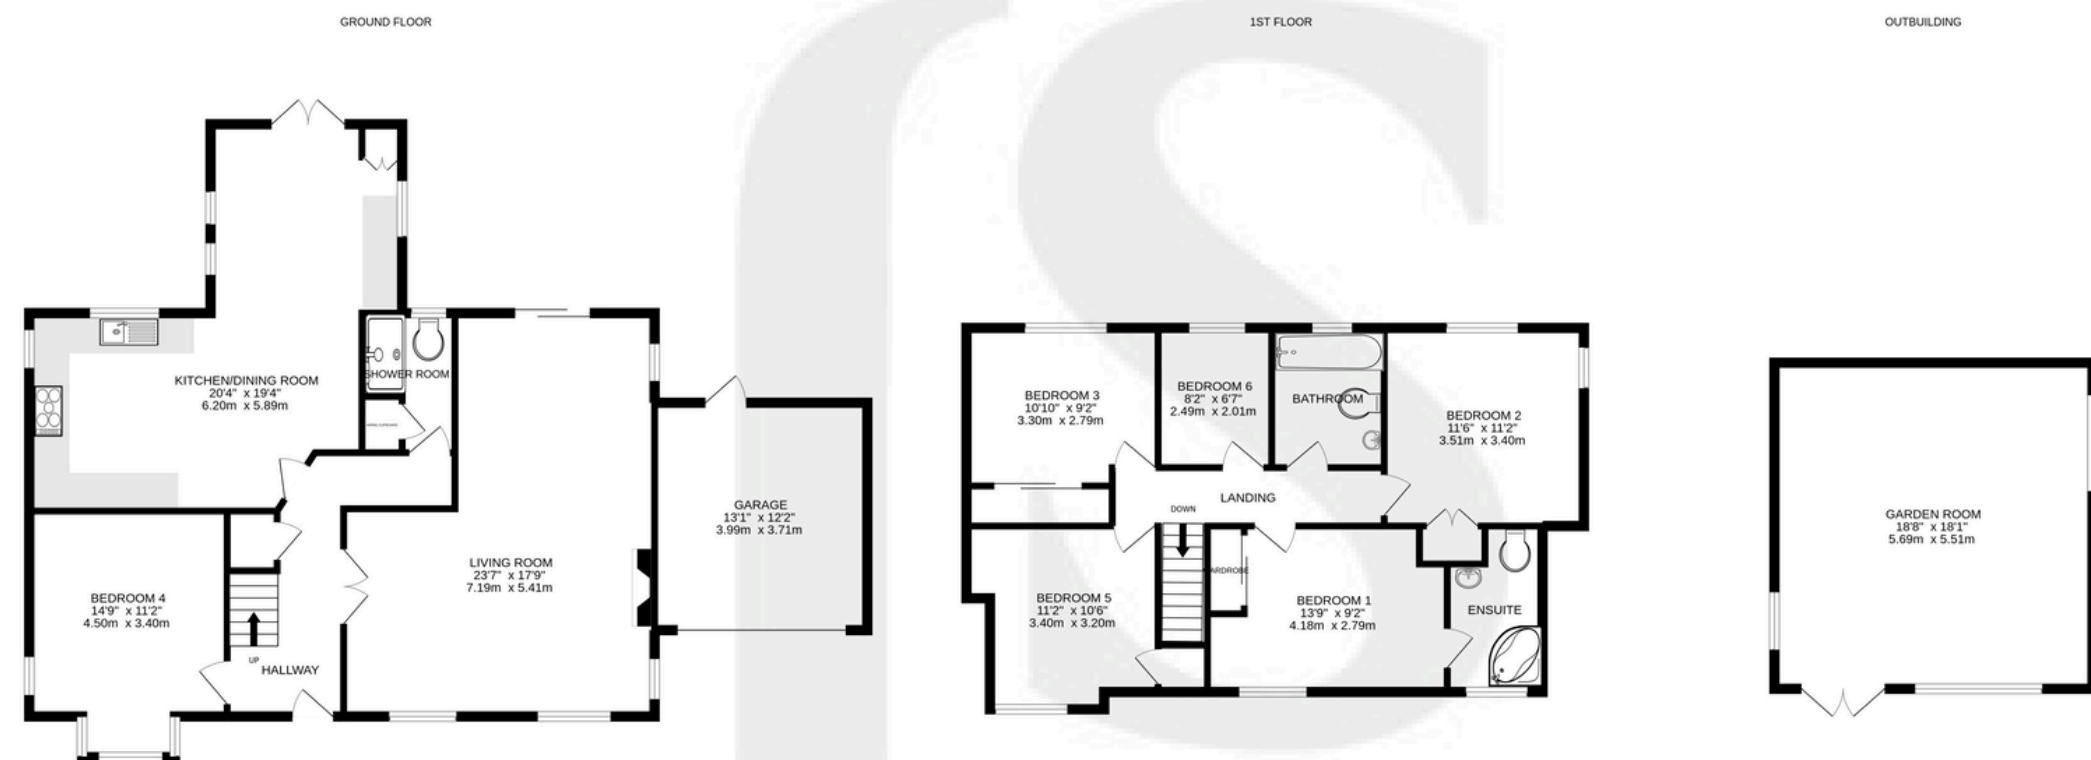 GROUND FLOOR
KITCHEN/DINING ROOM
20'4" x 19'4"
6.20m x 5.89m
SHOWER ROOM
LIVING ROOM
23'7" x 17'9"
7.19m x 5.41m
GARAGE
13'1" x 12'2"
3.99m x 3.71m
BEDROOM 4
14'9" x 11'2"
4.50m x 3.40m
UP
HALLWAY
1ST FLOOR
BEDROOM 3
10'10" x 9'2"
3.30m x 2.79m
BEDROOM 6
8'2" x 6'7"
2.49m x 2.01m
BATHROOM
BEDROOM 2
11'6" x 11'2"
3.51m x 3.40m
LANDING
DOWN
BEDROOM 5
11'2" x 10'6"
3.40m x 3.20m
WARDROBE
BEDROOM 1
13'9" x 9'2"
4.18m x 2.79m
ENSUITE
OUTBUILDING
GARDEN ROOM
18'8" x 18'1"
5.69m x 5.51m